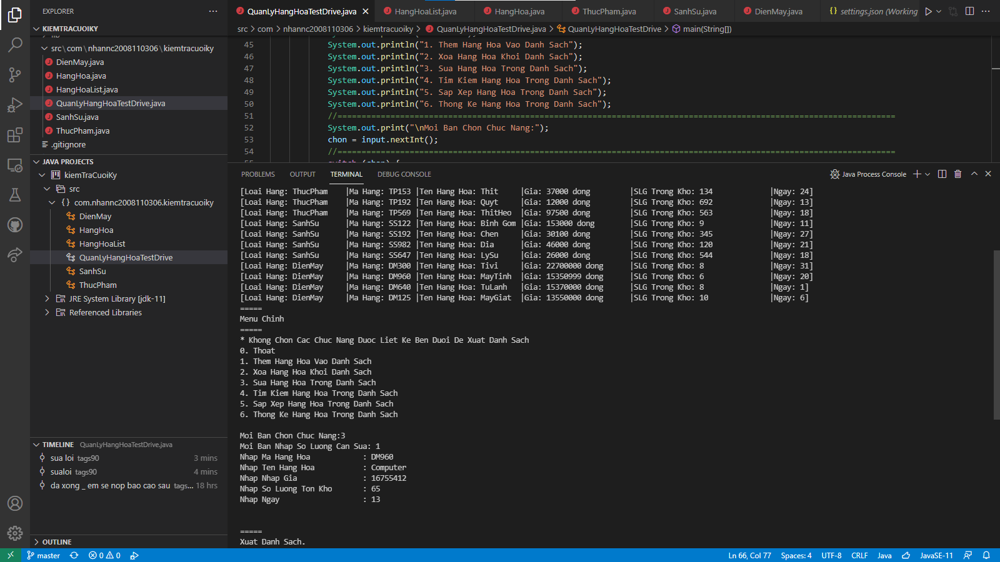 EXPLORER
KIEMTRACUOIKY
lib
src\com\nhannc2008110306\kiemtracuoiky
DienMay.java
HangHoa.java
HangHoaList.java
QuanLyHangHoaTestDrive.java
SanhSu.java
ThucPham.java
.gitignore
JAVA PROJECTS
kiemTraCuoiKy
src
{} com.nhannc2008110306.kiemtracuoiky
DienMay
HangHoa
HangHoaList
QuanLyHangHoaTestDrive
SanhSu
ThucPham
JRE System Library [jdk-11]
Referenced Libraries
TIMELINE QuanLyHangHoaTestDrive.java
sua loi tags90 3 mins
sualoi tags90 4 mins
da xong _ em se nop bao cao sau tags... 18 hrs
OUTLINE
QuanLyHangHoaTestDrive.java HangHoaList.java HangHoa.java ThucPham.java SanhSu.java DienMay.java {} settings.json (Working
src > com > nhannc2008110306 > kiemtracuoiky > QuanLyHangHoaTestDrive.java > QuanLyHangHoaTestDrive > main(String[])
45 System.out.println("1. Them Hang Hoa Vao Danh Sach");
46 System.out.println("2. Xoa Hang Hoa Khoi Danh Sach");
47 System.out.println("3. Sua Hang Hoa Trong Danh Sach");
48 System.out.println("4. Tim Kiem Hang Hoa Trong Danh Sach");
49 System.out.println("5. Sap Xep Hang Hoa Trong Danh Sach");
50 System.out.println("6. Thong Ke Hang Hoa Trong Danh Sach");
51 //====================================================================================================================
52 System.out.print("\nMoi Ban Chon Chuc Nang:");
53 chon = input.nextInt();
54 //====================================================================================================================
55 switch (chon) {
PROBLEMS OUTPUT TERMINAL DEBUG CONSOLE Java Process Console
[Loai Hang: ThucPham |Ma Hang: TP153 |Ten Hang Hoa: Thit |Gia: 37000 dong |SLG Trong Kho: 134 |Ngay: 24]
[Loai Hang: ThucPham |Ma Hang: TP192 |Ten Hang Hoa: Quyt |Gia: 12000 dong |SLG Trong Kho: 692 |Ngay: 13]
[Loai Hang: ThucPham |Ma Hang: TP569 |Ten Hang Hoa: ThitHeo |Gia: 97500 dong |SLG Trong Kho: 563 |Ngay: 18]
[Loai Hang: SanhSu |Ma Hang: SS122 |Ten Hang Hoa: Binh Gom |Gia: 153000 dong |SLG Trong Kho: 9 |Ngay: 11]
[Loai Hang: SanhSu |Ma Hang: SS192 |Ten Hang Hoa: Chen |Gia: 30100 dong |SLG Trong Kho: 345 |Ngay: 27]
[Loai Hang: SanhSu |Ma Hang: SS982 |Ten Hang Hoa: Dia |Gia: 46000 dong |SLG Trong Kho: 120 |Ngay: 21]
[Loai Hang: SanhSu |Ma Hang: SS647 |Ten Hang Hoa: LySu |Gia: 26000 dong |SLG Trong Kho: 544 |Ngay: 18]
[Loai Hang: DienMay |Ma Hang: DM300 |Ten Hang Hoa: Tivi |Gia: 22700000 dong |SLG Trong Kho: 8 |Ngay: 31]
[Loai Hang: DienMay |Ma Hang: DM960 |Ten Hang Hoa: MayTinh |Gia: 15350999 dong |SLG Trong Kho: 6 |Ngay: 20]
[Loai Hang: DienMay |Ma Hang: DM640 |Ten Hang Hoa: TuLanh |Gia: 15370000 dong |SLG Trong Kho: 8 |Ngay: 1]
[Loai Hang: DienMay |Ma Hang: DM125 |Ten Hang Hoa: MayGiat |Gia: 13550000 dong |SLG Trong Kho: 10 |Ngay: 6]
=====
Menu Chinh
=====
* Khong Chon Cac Chuc Nang Duoc Liet Ke Ben Duoi De Xuat Danh Sach
0. Thoat
1. Them Hang Hoa Vao Danh Sach
2. Xoa Hang Hoa Khoi Danh Sach
3. Sua Hang Hoa Trong Danh Sach
4. Tim Kiem Hang Hoa Trong Danh Sach
5. Sap Xep Hang Hoa Trong Danh Sach
6. Thong Ke Hang Hoa Trong Danh Sach
Moi Ban Chon Chuc Nang:3
Moi Ban Nhap So Luong Can Sua: 1
Nhap Ma Hang Hoa : DM960
Nhap Ten Hang Hoa : Computer
Nhap Nhap Gia : 16755412
Nhap So Luong Ton Kho : 65
Nhap Ngay : 13
=====
Xuat Danh Sach.
master 0 0 Ln 66, Col 77 Spaces: 4 UTF-8 CRLF Java JavaSE-11